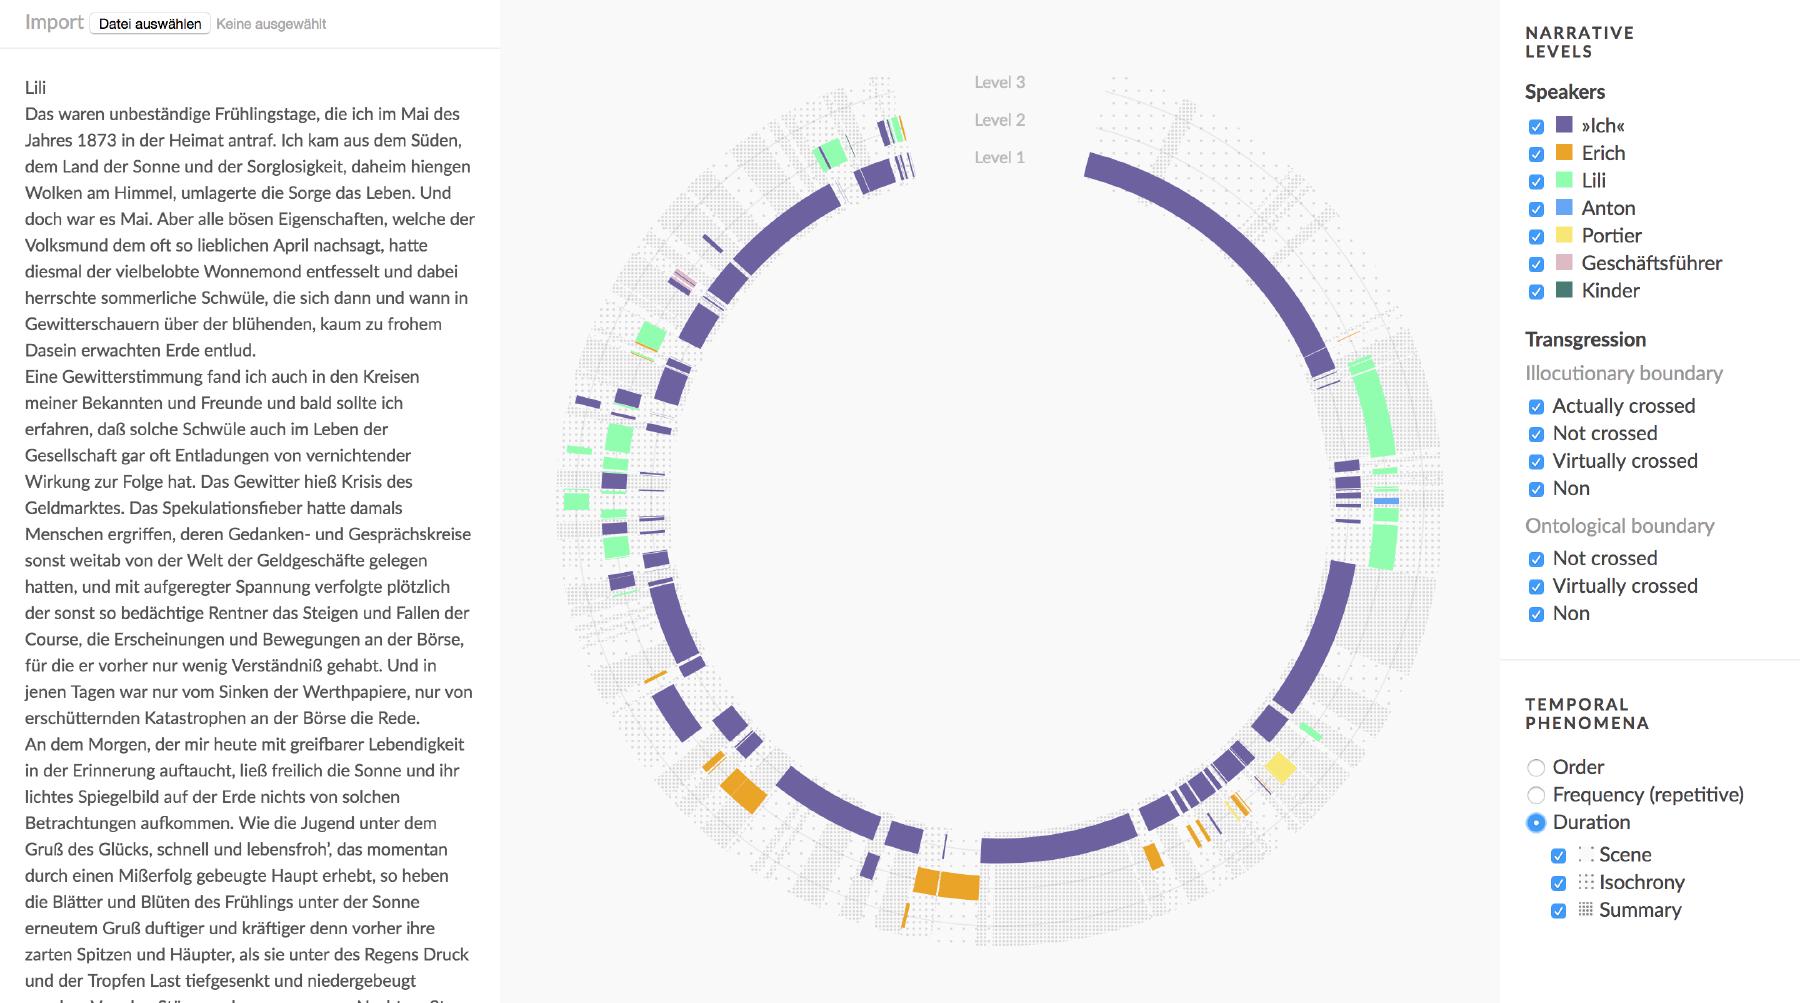 Import Datei auswählen Keine ausgewählt
Lili
Das waren unbeständige Frühlingstage, die ich im Mai des
Jahres 1873 in der Heimat antraf. Ich kam aus dem Süden,
dem Land der Sonne und der Sorglosigkeit, daheim hiengen
Wolken am Himmel, umlagerte die Sorge das Leben. Und
doch war es Mai. Aber alle bösen Eigenschaften, welche der
Volksmund dem oft so lieblichen April nachsagt, hatte
diesmal der vielbelobte Wonnemond entfesselt und dabei
herrschte sommerliche Schwüle, die sich dann und wann in
Gewitterschauern über der blühenden, kaum zu frohem
Dasein erwachten Erde entlud.
Eine Gewitterstimmung fand ich auch in den Kreisen
meiner Bekannten und Freunde und bald sollte ich
erfahren, daß solche Schwüle auch im Leben der
Gesellschaft gar oft Entladungen von vernichtender
Wirkung zur Folge hat. Das Gewitter hieß Krisis des
Geldmarktes. Das Spekulationsfieber hatte damals
Menschen ergriffen, deren Gedanken- und Gesprächskreise
sonst weitab von der Welt der Geldgeschäfte gelegen
hatten, und mit aufgeregter Spannung verfolgte plötzlich
der sonst so bedächtige Rentner das Steigen und Fallen der
Course, die Erscheinungen und Bewegungen an der Börse,
für die er vorher nur wenig Verständniß gehabt. Und in
jenen Tagen war nur vom Sinken der Werthpapiere, nur von
erschütternden Katastrophen an der Börse die Rede.
An dem Morgen, der mir heute mit greifbarer Lebendigkeit
in der Erinnerung auftaucht, ließ freilich die Sonne und ihr
lichtes Spiegelbild auf der Erde nichts von solchen
Betrachtungen aufkommen. Wie die Jugend unter dem
Gruß des Glücks, schnell und lebensfroh', das momentan
durch einen Mißerfolg gebeugte Haupt erhebt, so heben
die Blätter und Blüten des Frühlings unter der Sonne
erneutem Gruß duftiger und kräftiger denn vorher ihre
zarten Spitzen und Häupter, als sie unter des Regens Druck
und der Tropfen Last tiefgesenkt und niedergebeugt
Level 3
Level 2
Level 1
NARRATIVE
LEVELS
Speakers
»Ich«
Erich
Lili
Anton
Portier
Geschäftsführer
Kinder
Transgression
Illocutionary boundary
Actually crossed
Not crossed
Virtually crossed
Non
Ontological boundary
Not crossed
Virtually crossed
Non
TEMPORAL
PHENOMENA
Order
Frequency (repetitive)
Duration
Scene
Isochrony
Summary